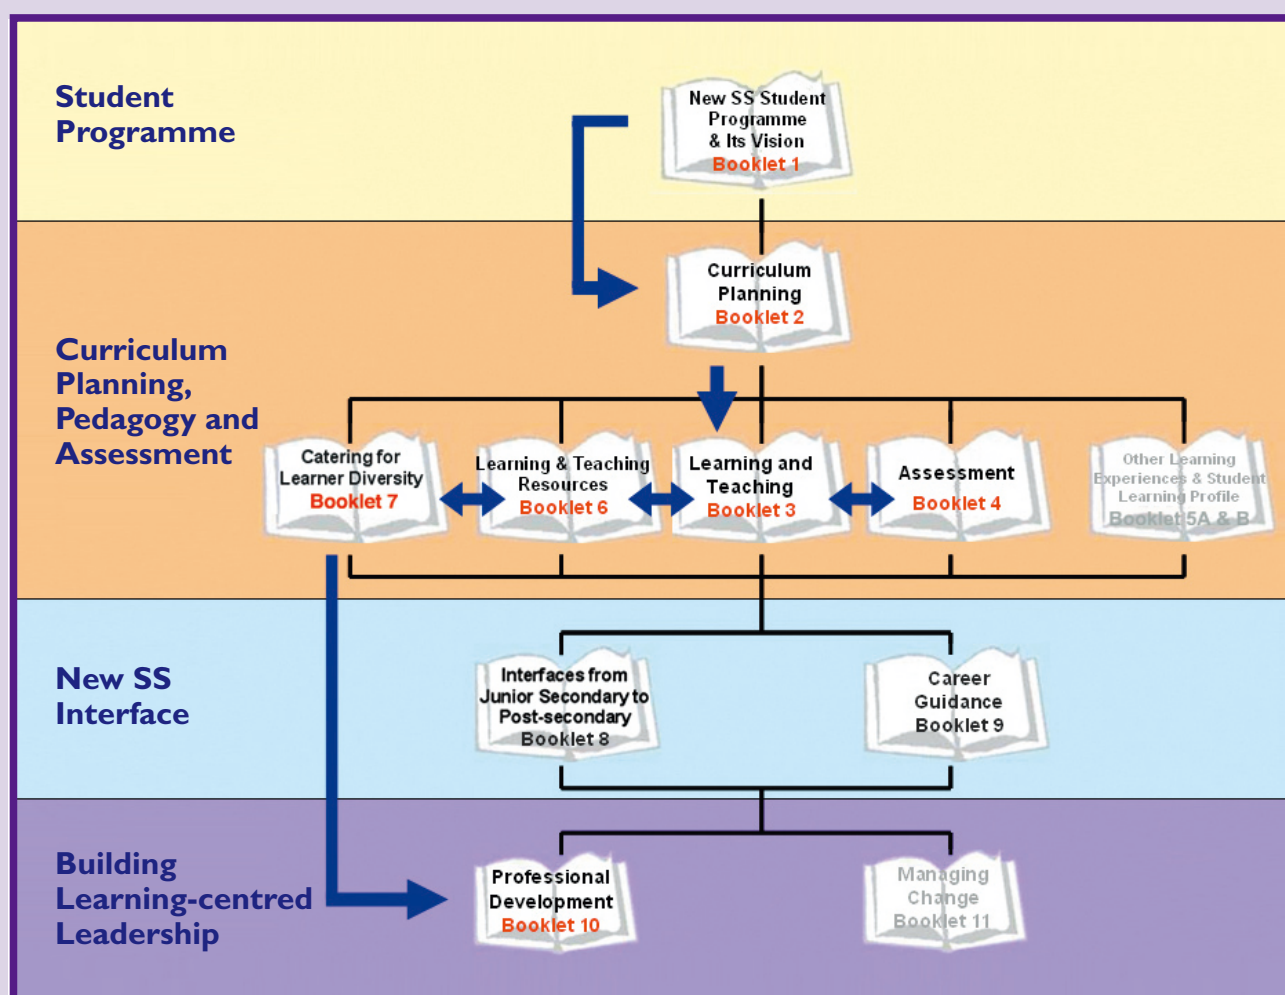 Student
Programme
New SS Student
Programme
& Its Vision
Booklet 1
Curriculum
Planning,
Pedagogy and
Assessment
Curriculum
Planning
Booklet 2
Catering for
Learner Diversity
Booklet 7
Learning & Teaching
Resources
Booklet 6
Learning and
Teaching
Booklet 3
Assessment
Booklet 4
Other Learning
Experiences & Student
Learning Profile
Booklet 5A & B
New SS
Interface
Interfaces from
Junior Secondary to
Post-secondary
Booklet 8
Career
Guidance
Booklet 9
Building
Learning-centred
Leadership
Professional
Development
Booklet 10
Managing
Change
Booklet 11